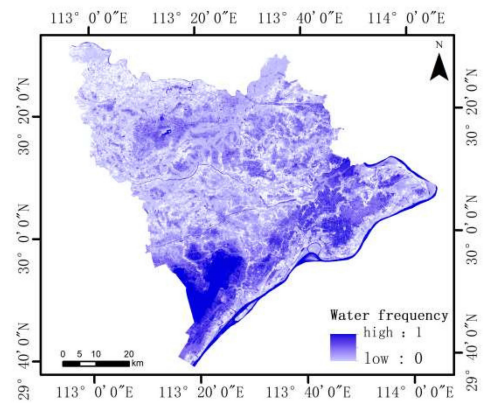 113° 0'0"E 113°20'0"E 113°40'0"E 114° 0'0"E
N
30°20'0"N 30°20'0"N
30° 0'0"N 30° 0'0"N
29°40'0"N 29°40'0"N
Water frequency
high : 1
low : 0
0 5 10 20
km
113° 0'0"E 113°20'0"E 113°40'0"E 114° 0'0"E